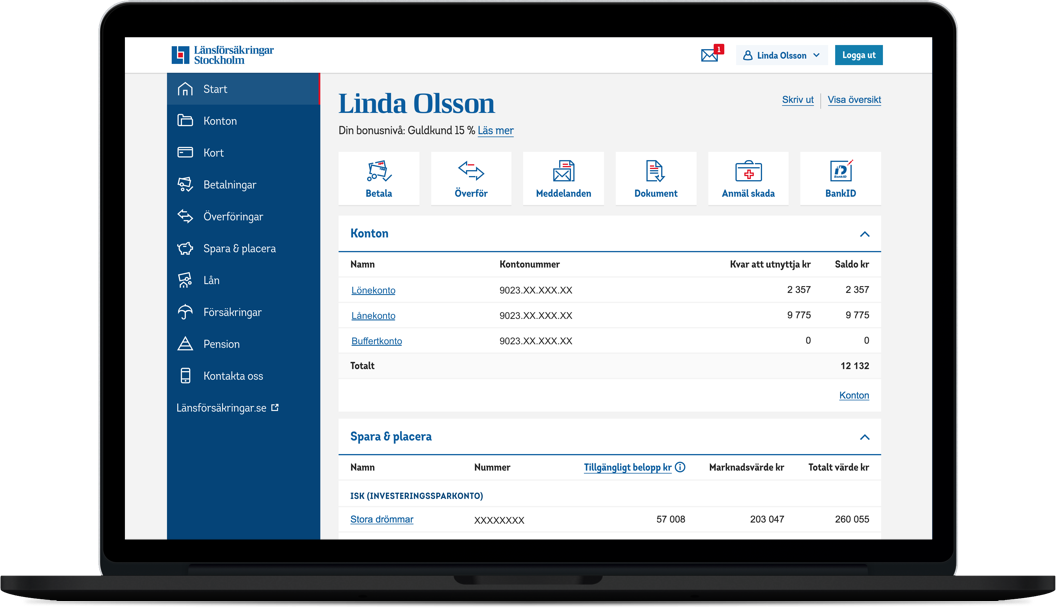 Länsförsäkringar
Stockholm
1
Linda Olsson
Logga ut
Start
Konton
Kort
Betalningar
Överföringar
Spara & placera
Lån
Försäkringar
Pension
Kontakta oss
Länsförsäkringar.se
Linda Olsson
Skriv ut
Visa översikt
Din bonusnivå: Guldkund 15 % Läs mer
Betala
Överför
Meddelanden
Dokument
Anmäl skada
BankID
BankID
Konton
Namn Kontonummer Kvar att utnyttja kr Saldo kr
Lönekonto 9023.XX.XXX.XX 2 357 2 357
Lånekonto 9023.XX.XXX.XX 9 775 9 775
Buffertkonto 9023.XX.XXX.XX 0 0
Totalt 12 132
Konton
Spara & placera
Namn Nummer Tillgängligt belopp kr Marknadsvärde kr Totalt värde kr
ISK (INVESTERINGSSPARKONTO)
Stora drömmar XXXXXXXX 57 008 203 047 260 055